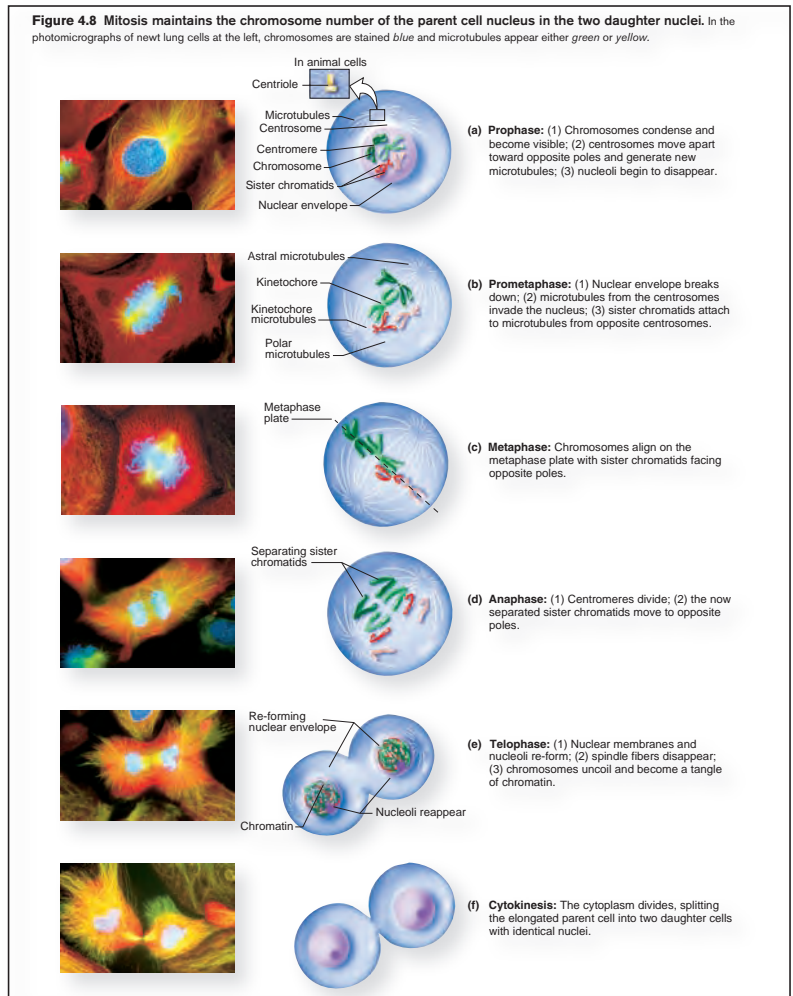 Figure 4.8 Mitosis maintains the chromosome number of the parent cell nucleus in the two daughter nuclei. In the
photomicrographs of newt lung cells at the left, chromosomes are stained blue and microtubules appear either green or yellow.
In animal cells
Centriole
Microtubules
Centrosome
Centromere
Chromosome
Sister chromatids
Nuclear envelope
(a) Prophase: (1) Chromosomes condense and
become visible; (2) centrosomes move apart
toward opposite poles and generate new
microtubules; (3) nucleoli begin to disappear.
Astral microtubules
Kinetochore
Kinetochore
microtubules
Polar
microtubules
(b) Prometaphase: (1) Nuclear envelope breaks
down; (2) microtubules from the centrosomes
invade the nucleus; (3) sister chromatids attach
to microtubules from opposite centrosomes.
Metaphase
plate
(c) Metaphase: Chromosomes align on the
metaphase plate with sister chromatids facing
opposite poles.
Separating sister
chromatids
(d) Anaphase: (1) Centromeres divide; (2) the now
separated sister chromatids move to opposite
poles.
Re-forming
nuclear envelope
Chromatin
Nucleoli reappear
(e) Telophase: (1) Nuclear membranes and
nucleoli re-form; (2) spindle fibers disappear;
(3) chromosomes uncoil and become a tangle
of chromatin.
(f) Cytokinesis: The cytoplasm divides, splitting
the elongated parent cell into two daughter cells
with identical nuclei.